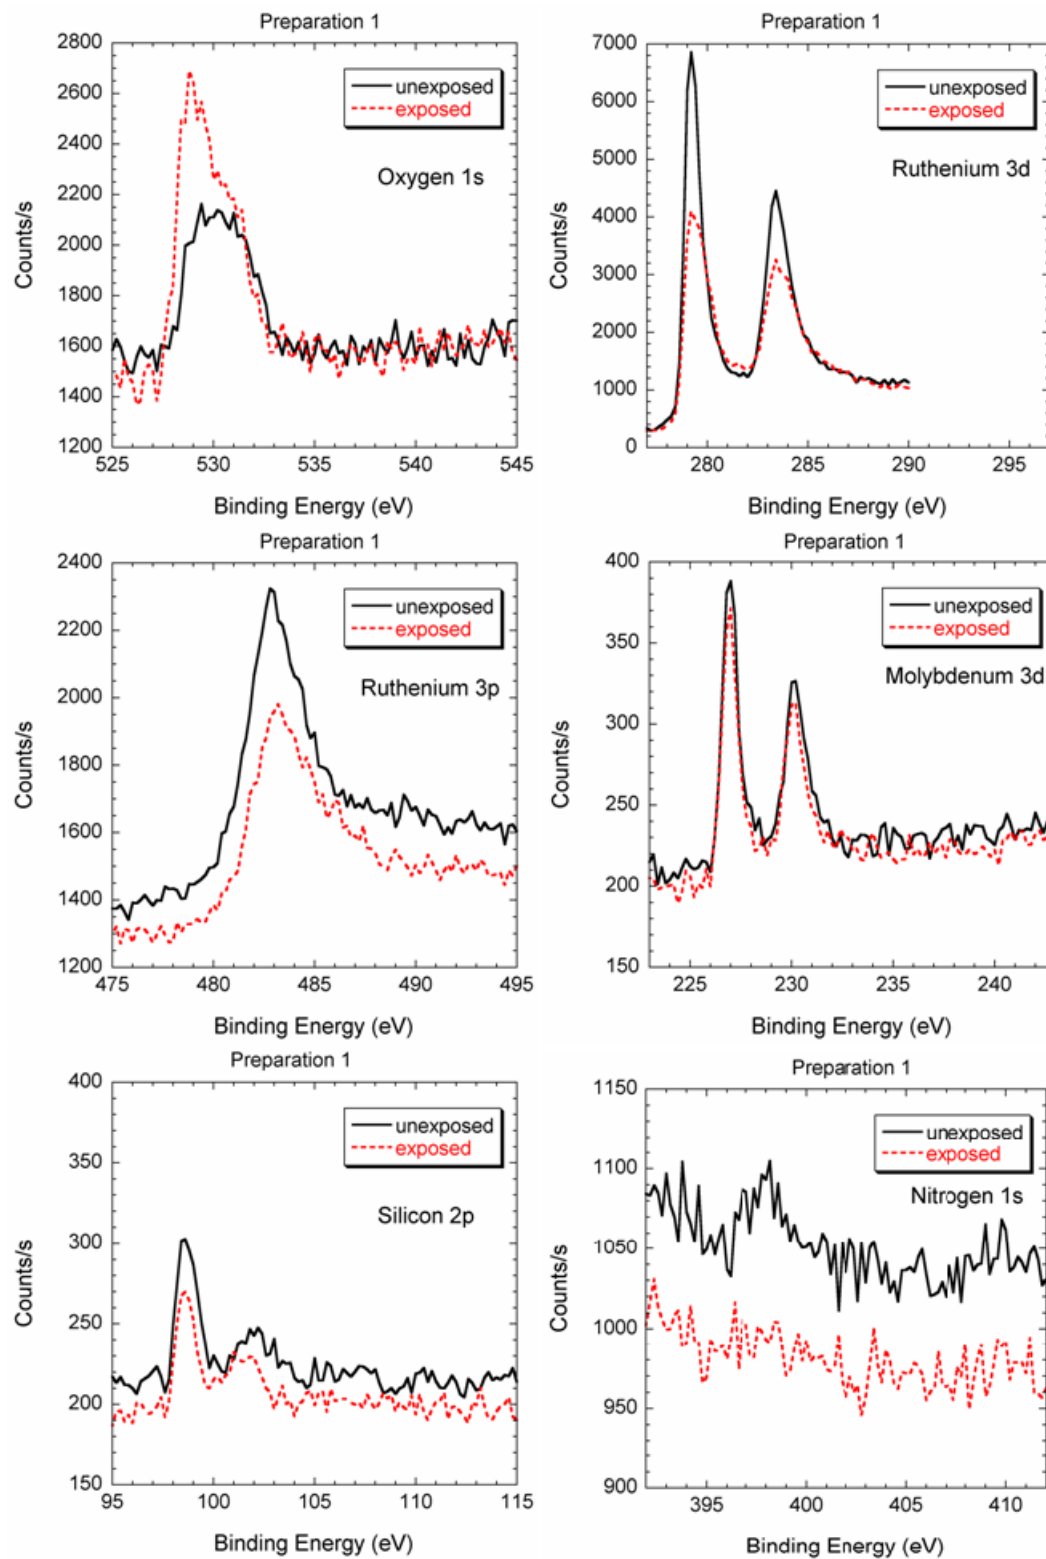 Preparation 1
2800
2600
2400
2200
2000
1800
1600
1400
1200
Counts/s
unexposed
exposed
Oxygen 1s
525 530 535 540 545
Binding Energy (eV)
Preparation 1
7000
6000
5000
4000
3000
2000
1000
0
Counts/s
unexposed
exposed
Ruthenium 3d
280 285 290 295
Binding Energy (eV)
Preparation 1
2400
2200
2000
1800
1600
1400
1200
Counts/s
unexposed
exposed
Ruthenium 3p
475 480 485 490 495
Binding Energy (eV)
Preparation 1
400
350
300
250
200
150
Counts/s
unexposed
exposed
Molybdenum 3d
225 230 235 240
Binding Energy (eV)
Preparation 1
400
350
300
250
200
150
Counts/s
unexposed
exposed
Silicon 2p
95 100 105 110 115
Binding Energy (eV)
Preparation 1
1150
1100
1050
1000
950
900
Counts/s
unexposed
exposed
Nitrogen 1s
395 400 405 410
Binding Energy (eV)